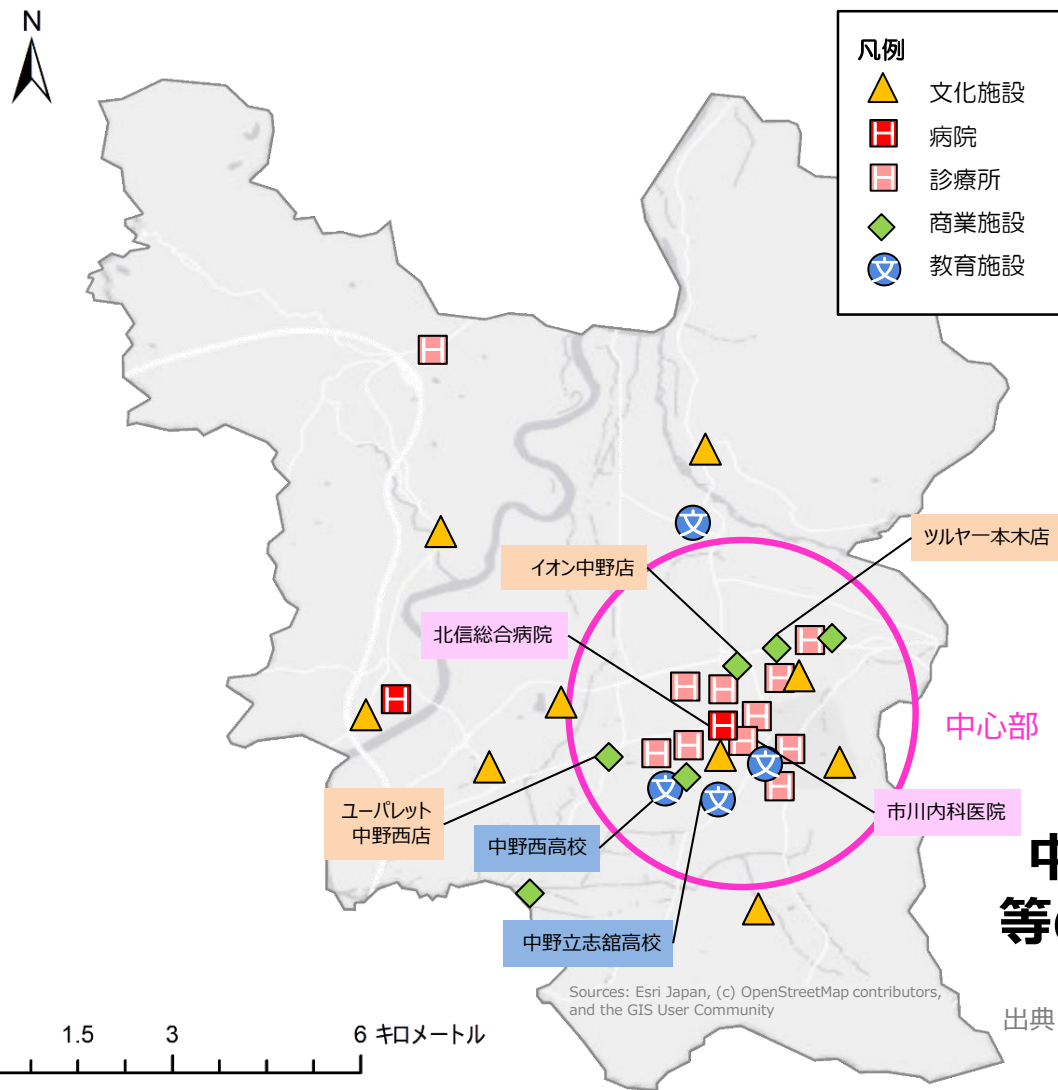 N
凡例
文化施設
病院
診療所
商業施設
教育施設
ツルヤ一本木店
イオン中野店
北信総合病院
中心部
ユーパレット
中野西店
市川内科医院
中野西高校
中野立志舘高校
中
等の
Sources: Esri Japan, (c) OpenStreetMap contributors,
and the GIS User Community
出典
1.5 3 6 キロメートル